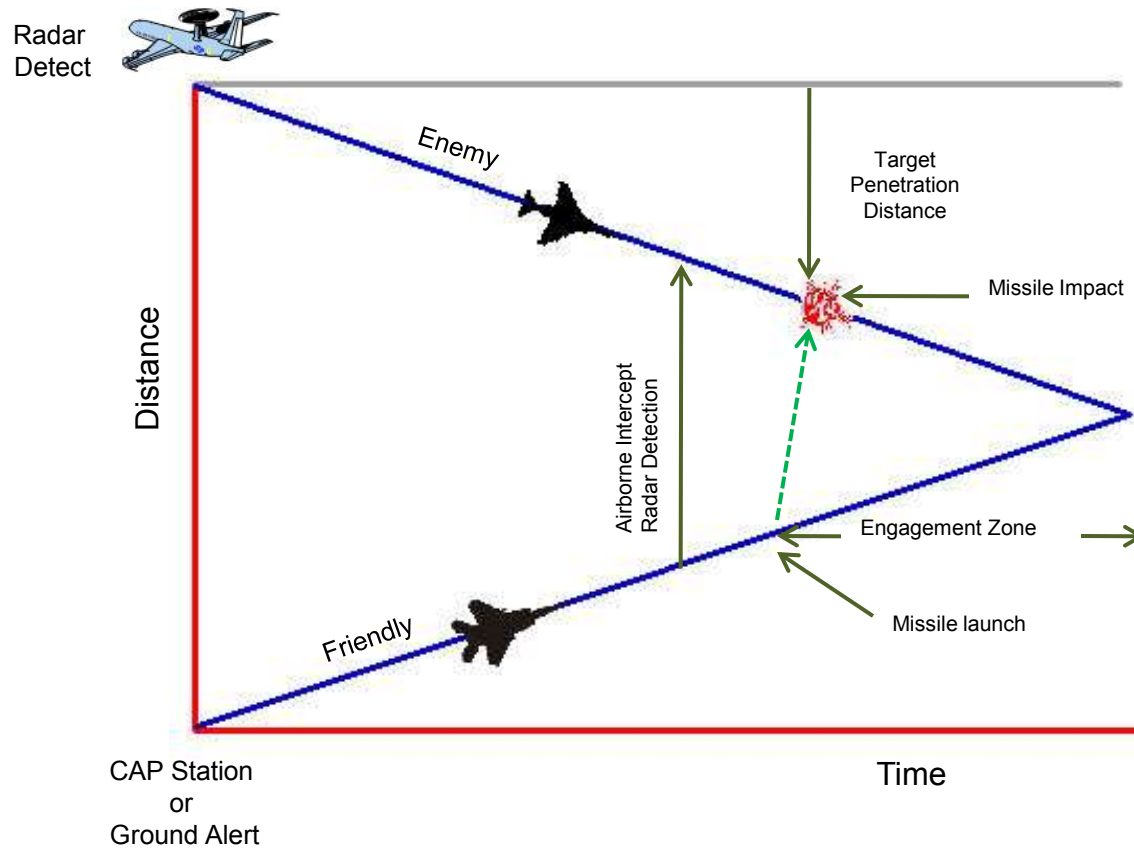 Radar
Detect
Enemy
Target
Penetration
Distance
Missile Impact
Distance
Airborne Intercept
Radar Detection
Engagement Zone
Missile launch
Friendly
CAP Station
or
Ground Alert
Time